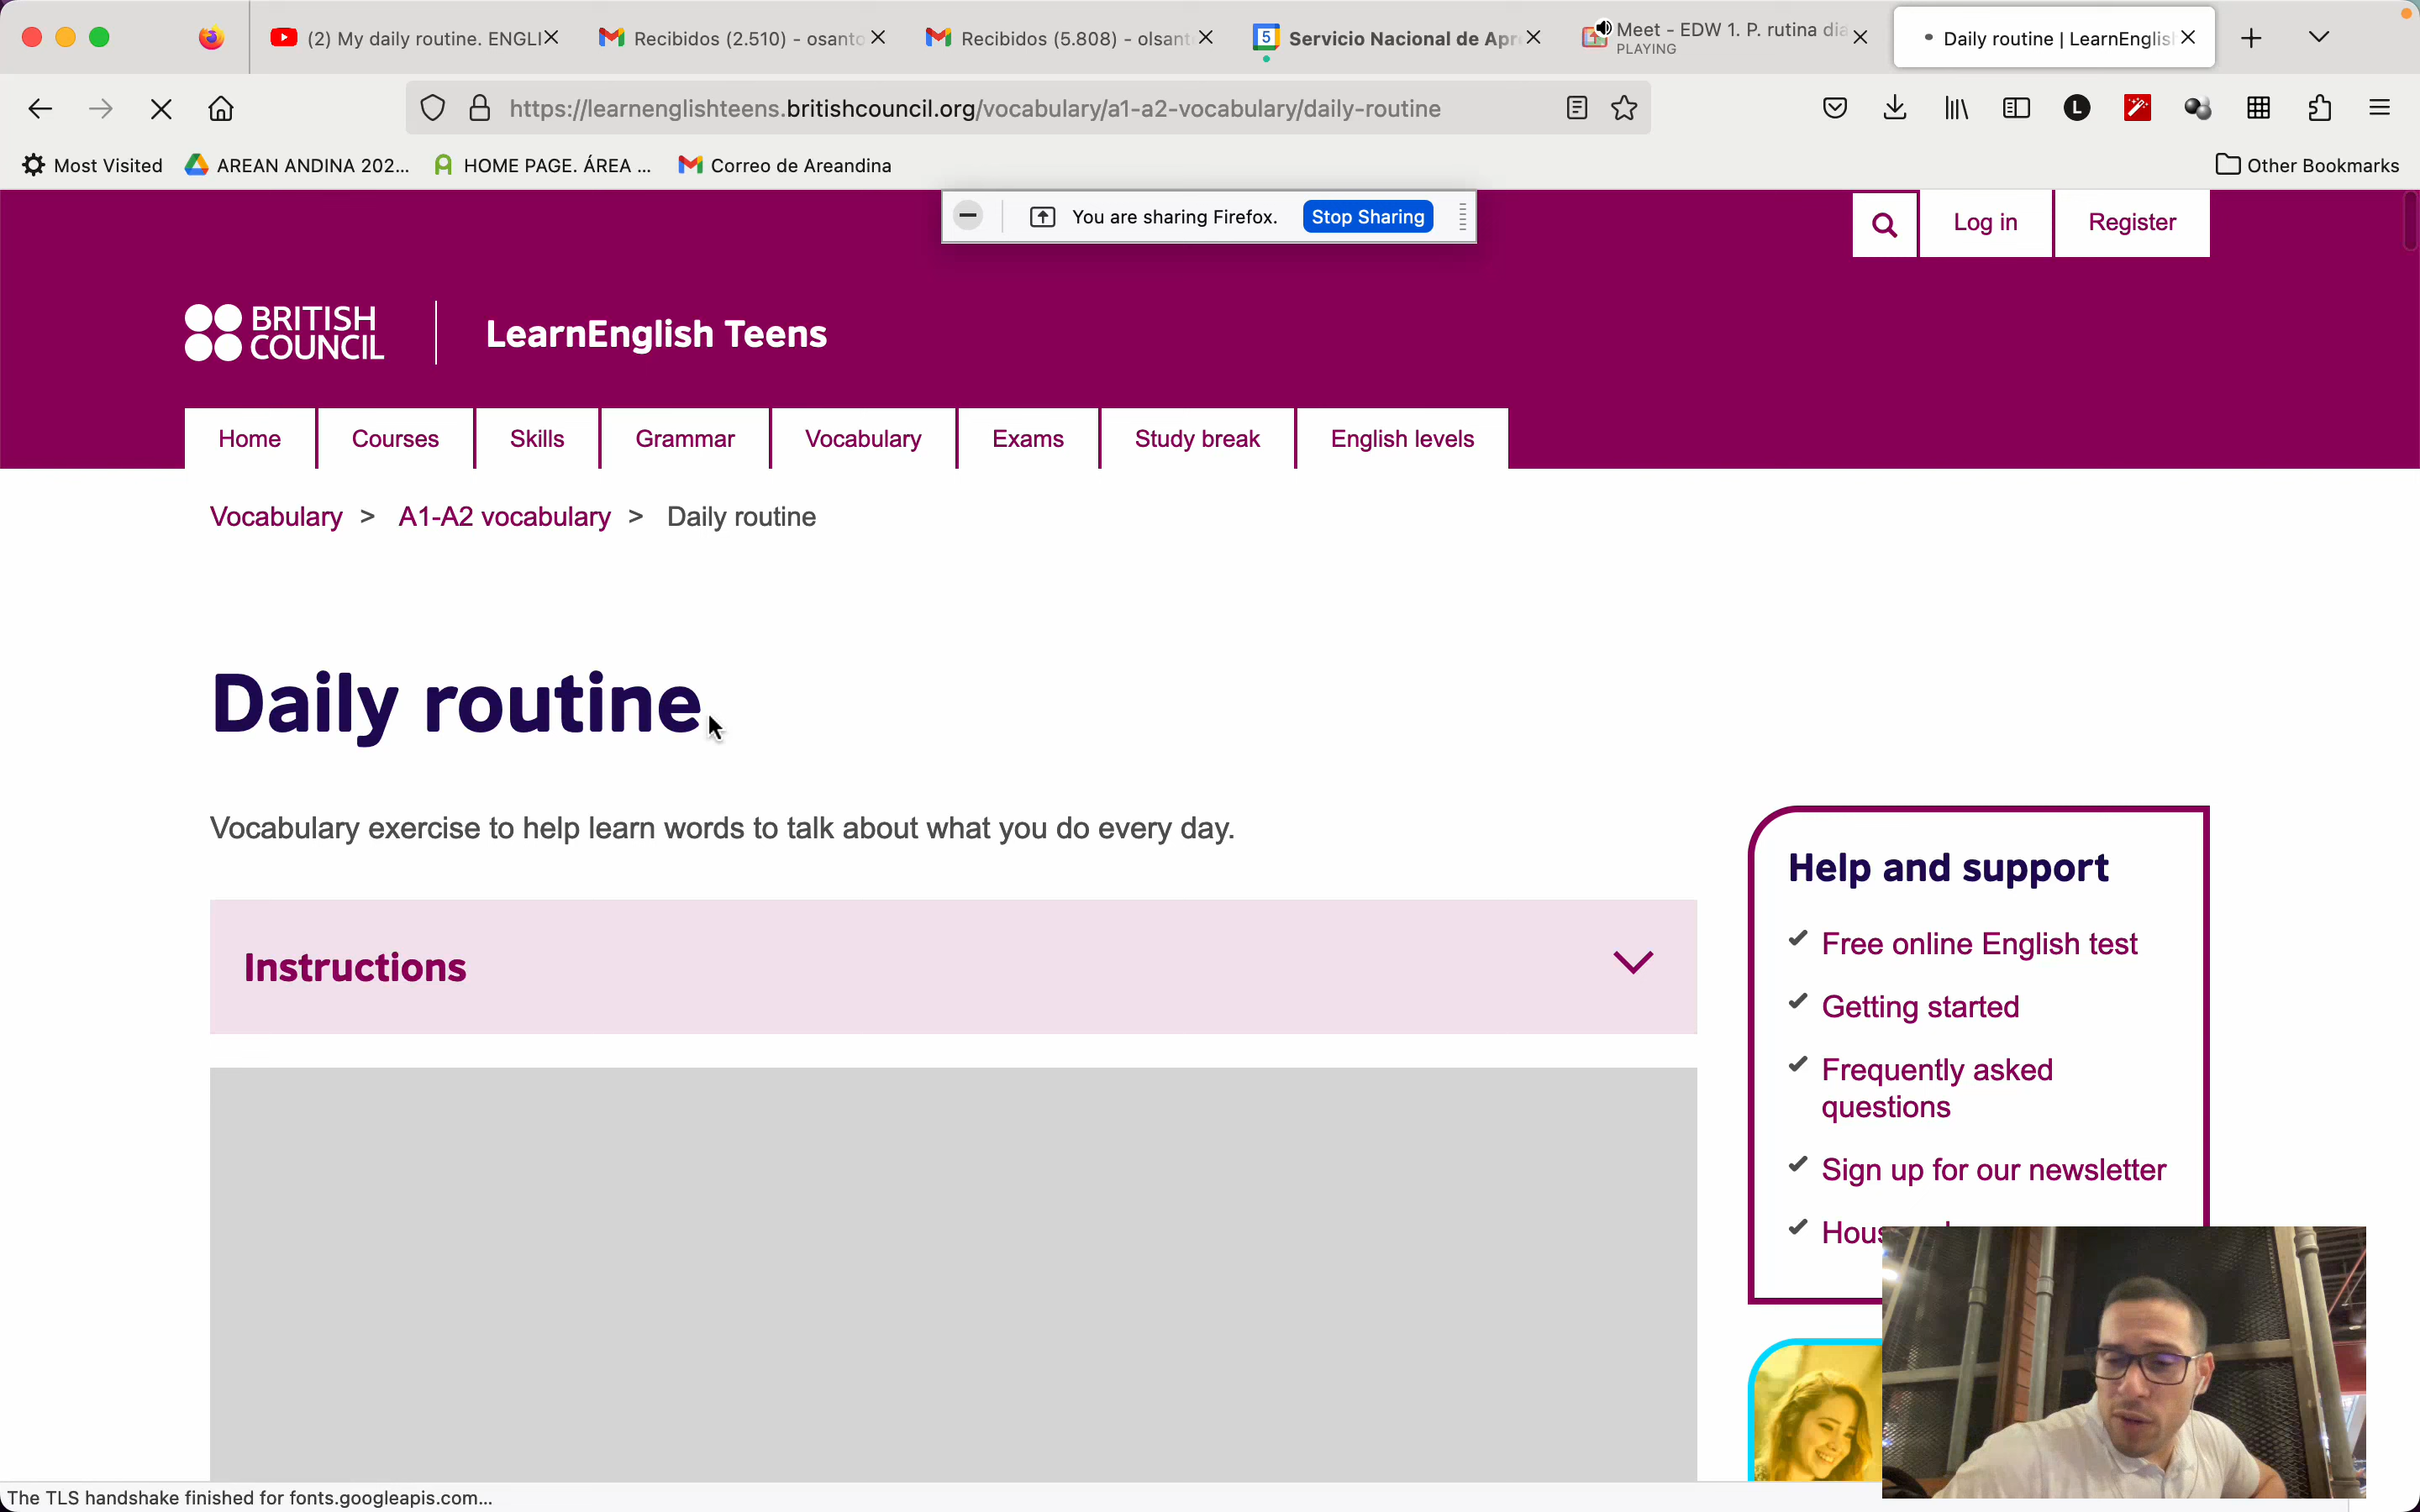 (2) My daily routine. ENGLI
Recibidos (2.510) - osanto
Recibidos (5.808) - olsant
5
Servicio Nacional de Apr
Meet - EDW 1. P. rutina dia
PLAYING
Daily routine | LearnEnglis
https://learnenglishteens.britishcouncil.org/vocabulary/a1-a2-vocabulary/daily-routine
L
Most Visited
AREAN ANDINA 202...
HOME PAGE. ÁREA ...
Correo de Areandina
Other Bookmarks
You are sharing Firefox.
Stop Sharing
Log in
Register
BRITISH
COUNCIL
LearnEnglish Teens
Home
Courses
Skills
Grammar
Vocabulary
Exams
Study break
English levels
Vocabulary > A1-A2 vocabulary > Daily routine
Daily routine
Vocabulary exercise to help learn words to talk about what you do every day.
Instructions
Help and support
Free online English test
Getting started
Frequently asked
questions
Sign up for our newsletter
The TLS handshake finished for fonts.googleapis.com...